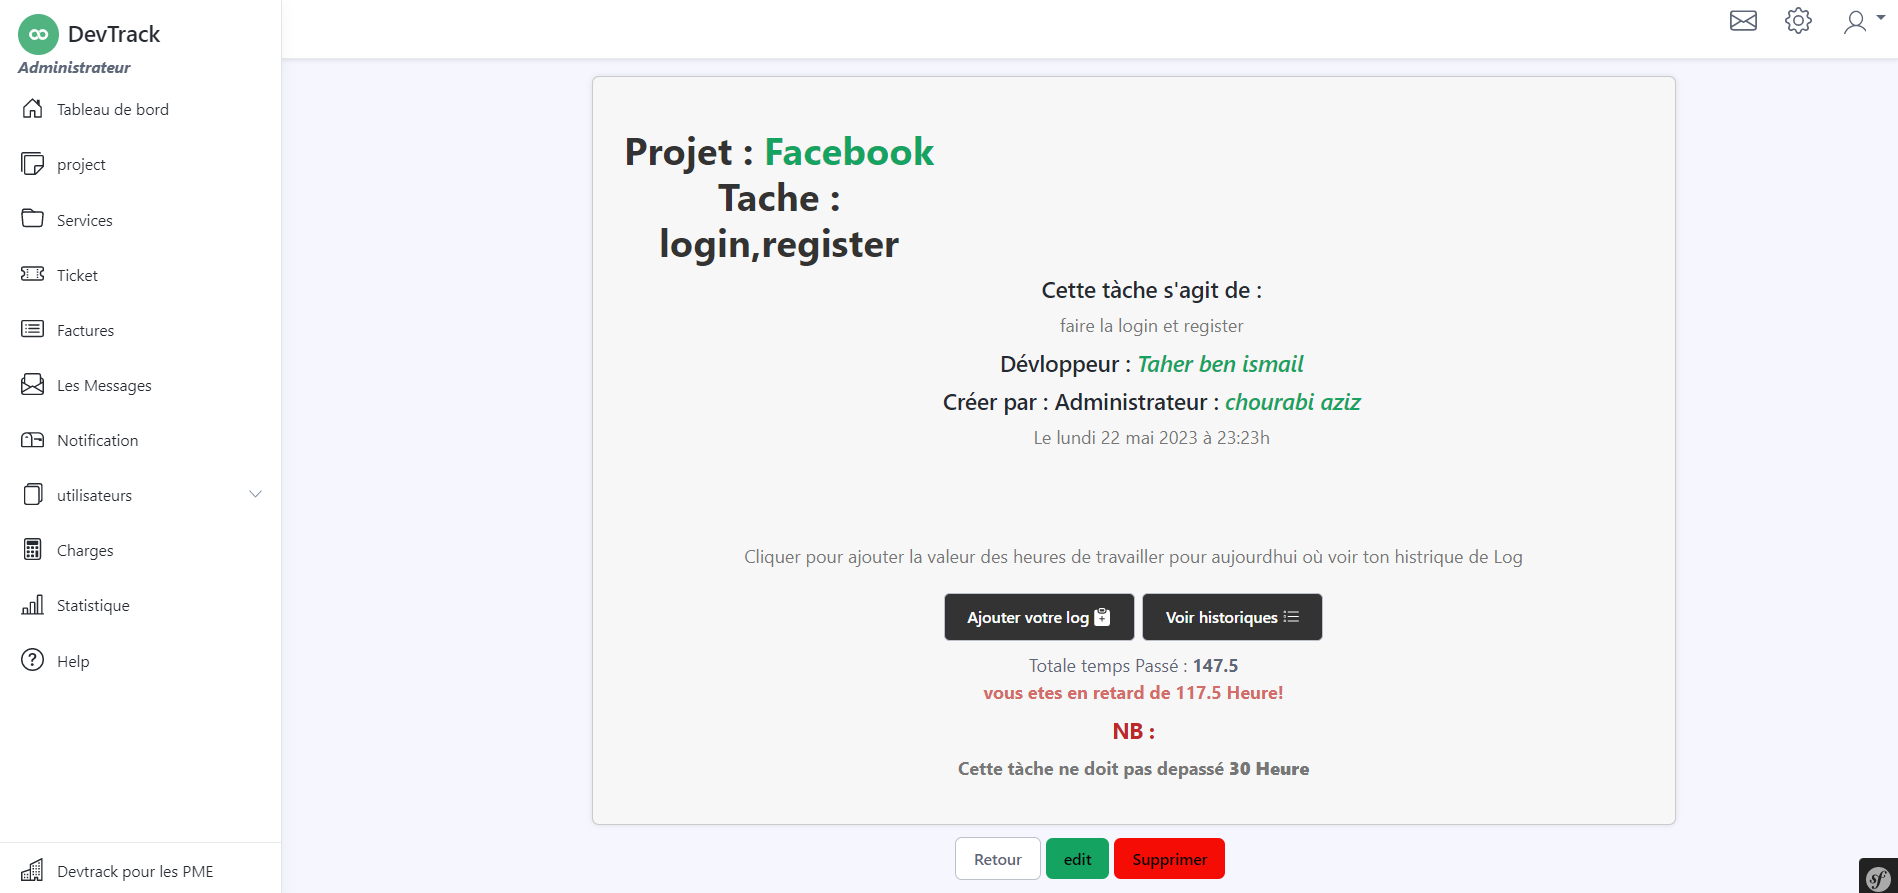 DevTrack
Administrateur
Tableau de bord
project
Services
Ticket
Factures
Les Messages
Notification
utilisateurs
Charges
Statistique
Help
Devtrack pour les PME
Projet : Facebook
Tache :
login,register
Cette tàche s'agit de :
faire la login et register
Dévloppeur : Taher ben ismail
Créer par : Administrateur : chourabi aziz
Le lundi 22 mai 2023 à 23:23h
Cliquer pour ajouter la valeur des heures de travailler pour aujourdhui où voir ton histrique de Log
Ajouter votre log Voir historiques
Totale temps Passé : 147.5
vous etes en retard de 117.5 Heure!
NB :
Cette tàche ne doit pas depassé 30 Heure
Retour edit Supprimer
sf